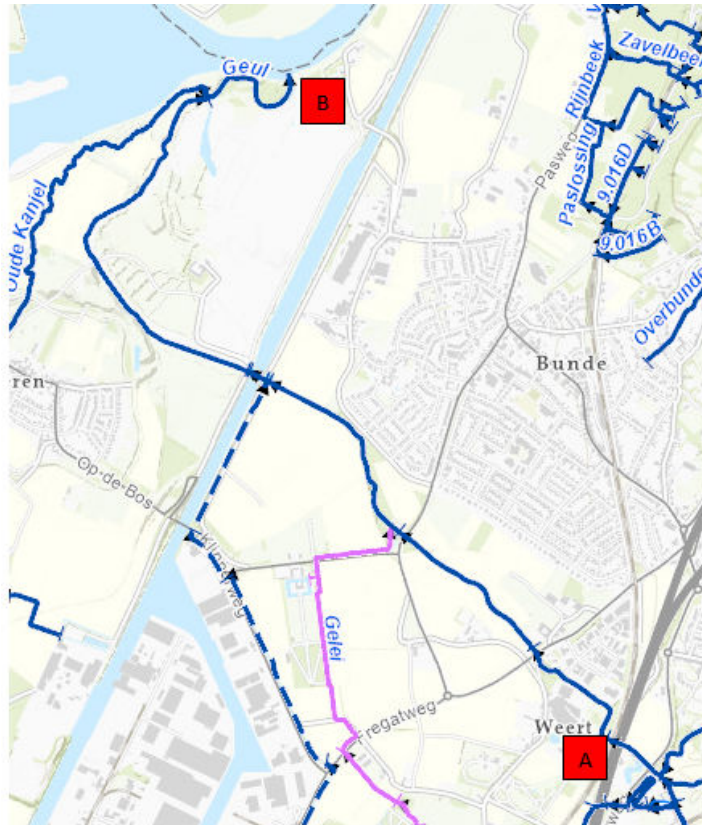 Geul
B
Zavelbeek
Rijnbeek
Paslossing
9.016D
9.016B
Pasweg
Oude Kanjel
Overbunde
Bunde
ren
Op-de-Bos
Klipperweg
Gelei
Fregatweg
Weert
A